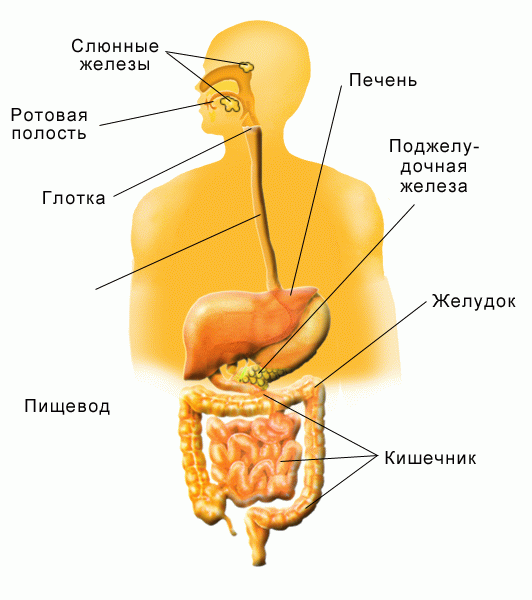 Слюнные
железы
Печень
Ротовая
полость
Поджелу-
дочная
железа
Глотка
Желудок
Пищевод
Кишечник